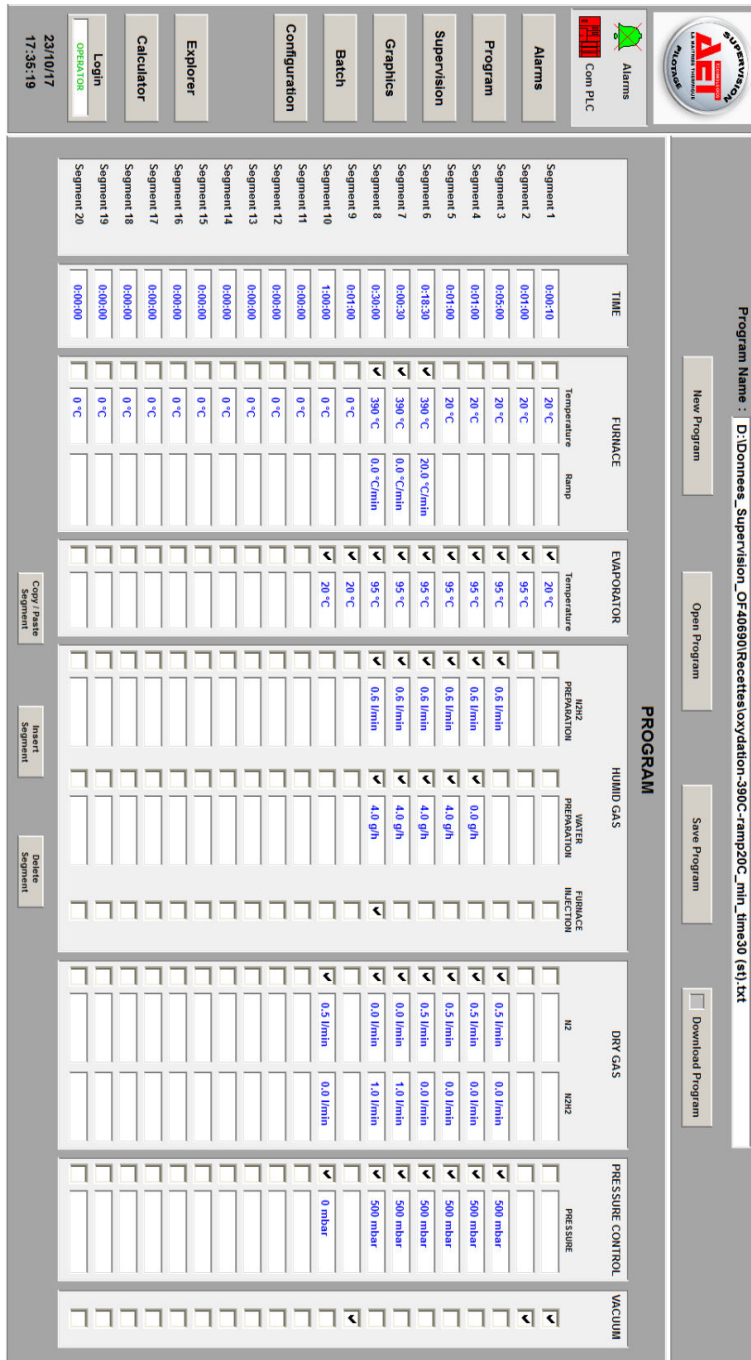 SUPERVISION
AET
TECHNOLOGIES
LA MAITRISE THERMIQUE
PILOTAGE
Program Name : D:\Donnees_Supervision_OF40690\Recettes\oxydation-390C-ramp20C_min_time30 (st).txt
New Program Open Program Save Program Download Program
Alarms
Com PLC
Alarms
Program
Supervision
Graphics
Batch
Configuration
Explorer
Calculator
Login
OPERATOR
23/10/17
17:35:19
PROGRAM
TIME FURNACE EVAPORATOR HUMID GAS DRY GAS PRESSURE CONTROL VACUUM
Temperature Ramp Temperature N2H2 PREPARATION WATER PREPARATION FURNACE INJECTION N2 N2H2 PRESSURE
Segment 1 0:00:10 20 °C 20 °C
Segment 2 0:01:00 20 °C 95 °C
Segment 3 0:05:00 20 °C 95 °C 0.6 l/min 0.5 l/min 0.0 l/min 500 mbar
Segment 4 0:01:00 20 °C 95 °C 0.6 l/min 0.0 g/h 0.5 l/min 0.0 l/min 500 mbar
Segment 5 0:01:00 20 °C 95 °C 0.6 l/min 4.0 g/h 0.5 l/min 0.0 l/min 500 mbar
Segment 6 0:18:30 390 °C 20.0 °C/min 95 °C 0.6 l/min 4.0 g/h 0.5 l/min 0.0 l/min 500 mbar
Segment 7 0:00:30 390 °C 0.0 °C/min 95 °C 0.6 l/min 4.0 g/h 0.0 l/min 1.0 l/min 500 mbar
Segment 8 0:30:00 390 °C 0.0 °C/min 95 °C 0.6 l/min 4.0 g/h 0.0 l/min 1.0 l/min 500 mbar
Segment 9 0:01:00 0 °C 20 °C
Segment 10 1:00:00 0 °C 20 °C 0.5 l/min 0.0 l/min 0 mbar
Segment 11 0:00:00 0 °C
Segment 12 0:00:00 0 °C
Segment 13 0:00:00 0 °C
Segment 14 0:00:00 0 °C
Segment 15 0:00:00 0 °C
Segment 16 0:00:00 0 °C
Segment 17 0:00:00 0 °C
Segment 18 0:00:00 0 °C
Segment 19 0:00:00 0 °C
Segment 20 0:00:00 0 °C
Copy / Paste Segment Insert Segment Delete Segment